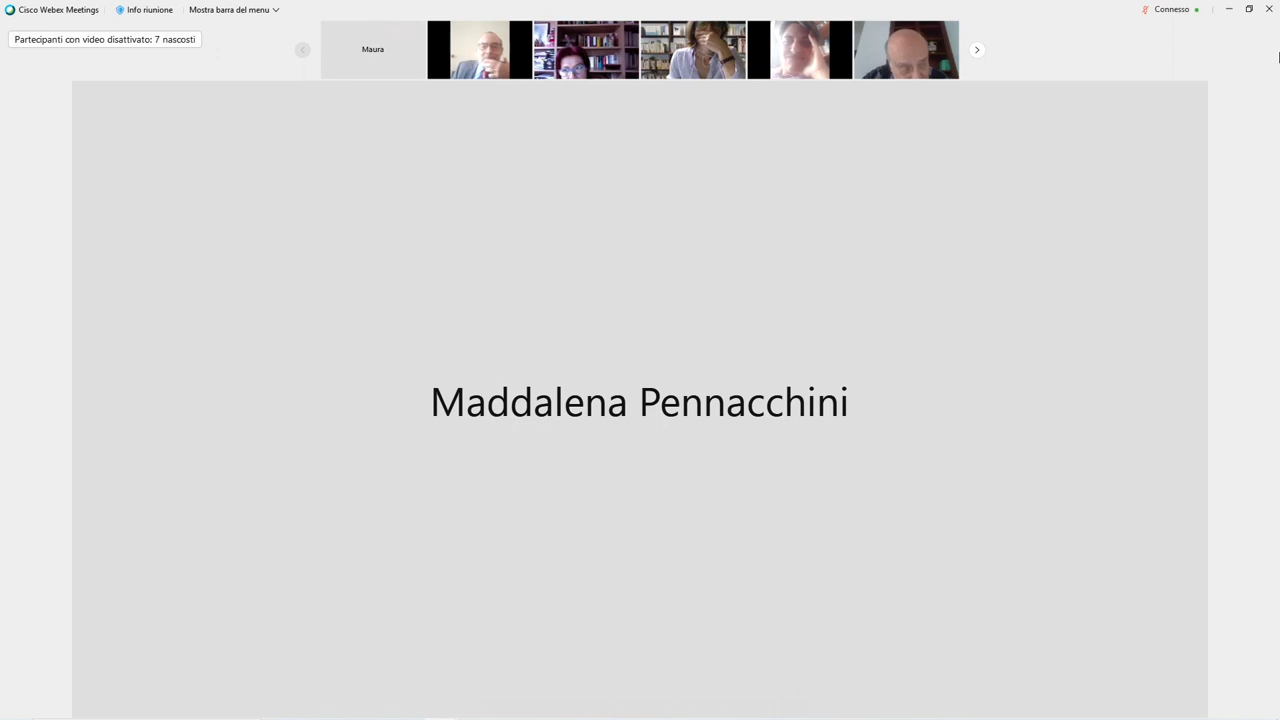 Cisco Webex Meetings
Info riunione
Mostra barra del menu
Connesso
Partecipanti con video disattivato: 7 nascosti
Maura
Maddalena Pennacchini